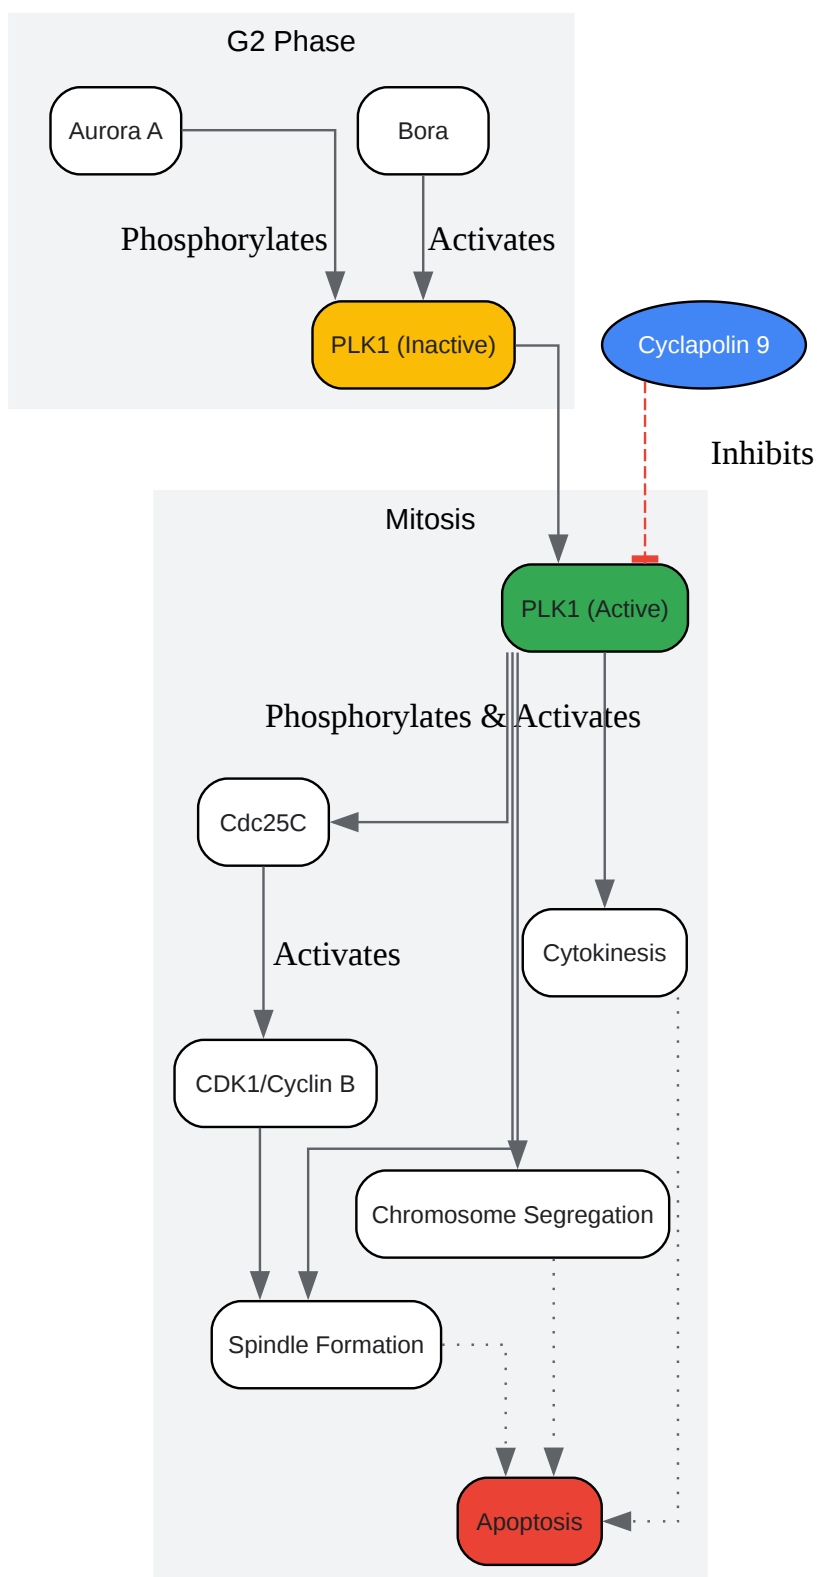 G2 Phase
Aurora A
Bora
Phosphorylates
Activates
PLK1 (Inactive)
Cyclapolin 9
Inhibits
Mitosis
PLK1 (Active)
Phosphorylates & Activates
Cdc25C
Cytokinesis
Activates
CDK1/Cyclin B
Chromosome Segregation
Spindle Formation
Apoptosis